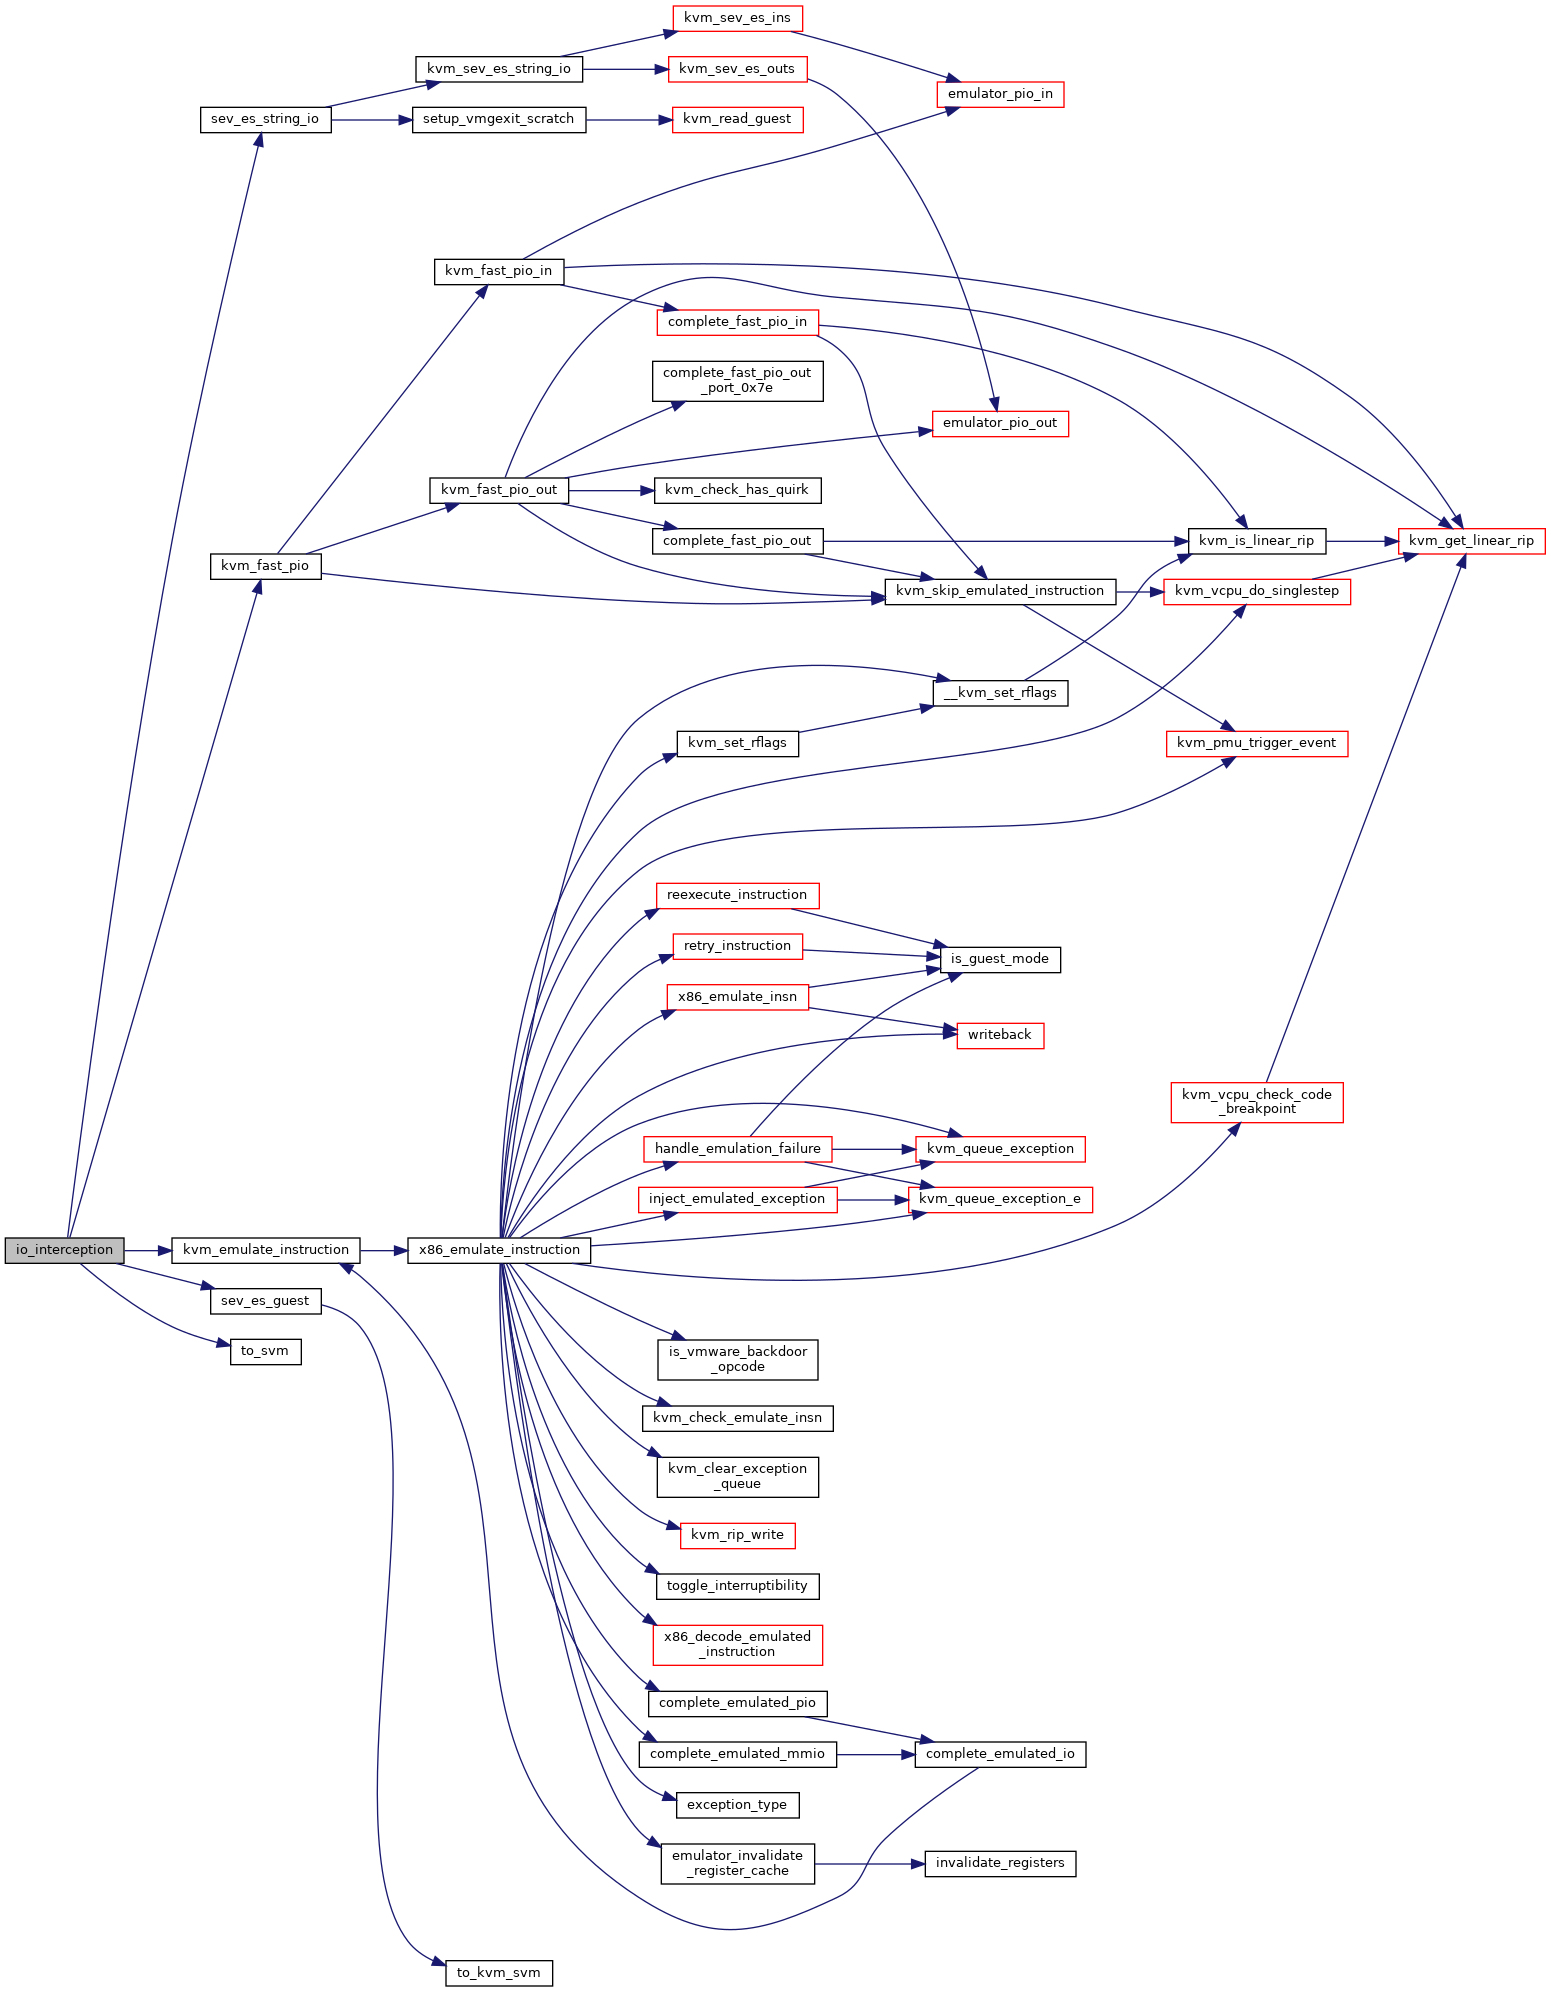 kvm_sev_es_ins
kvm_sev_es_string_io
kvm_sev_es_outs
emulator_pio_in
sev_es_string_io
setup_vmgexit_scratch
kvm_read_guest
kvm_fast_pio_in
complete_fast_pio_in
complete_fast_pio_out
_port_0x7e
emulator_pio_out
kvm_fast_pio_out
kvm_check_has_quirk
complete_fast_pio_out
kvm_is_linear_rip
kvm_get_linear_rip
kvm_fast_pio
kvm_skip_emulated_instruction
kvm_vcpu_do_singlestep
__kvm_set_rflags
kvm_set_rflags
kvm_pmu_trigger_event
reexecute_instruction
retry_instruction
is_guest_mode
x86_emulate_insn
writeback
kvm_vcpu_check_code
_breakpoint
handle_emulation_failure
kvm_queue_exception
inject_emulated_exception
kvm_queue_exception_e
io_interception
kvm_emulate_instruction
x86_emulate_instruction
sev_es_guest
to_svm
is_vmware_backdoor
_opcode
kvm_check_emulate_insn
kvm_clear_exception
_queue
kvm_rip_write
toggle_interruptibility
x86_decode_emulated
_instruction
complete_emulated_pio
complete_emulated_mmio
complete_emulated_io
exception_type
emulator_invalidate
_register_cache
invalidate_registers
to_kvm_svm